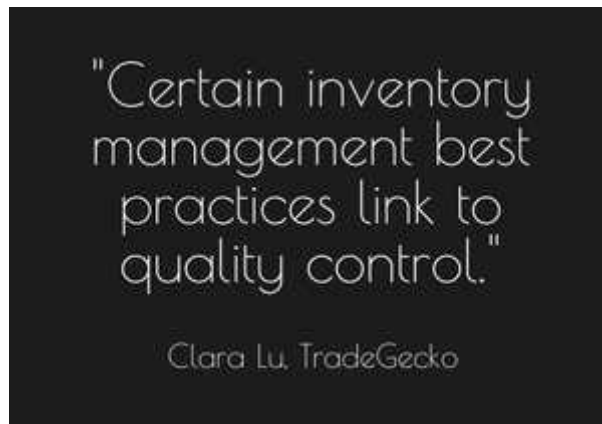 "Certain inventory
management best
practices link to
quality control."
Clara Lu, TradeGecko